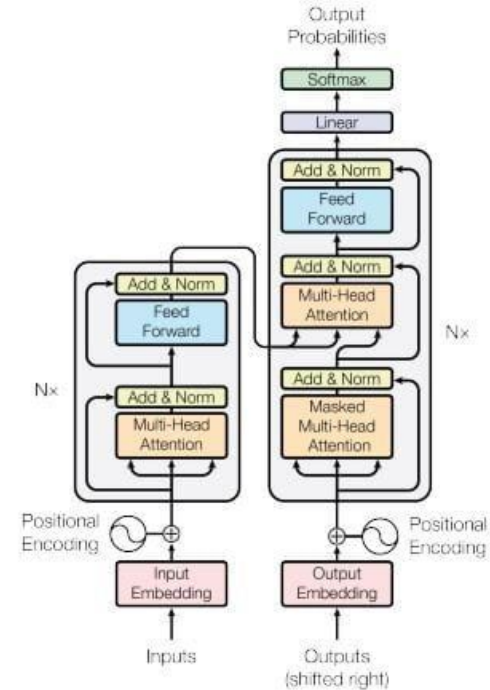 Output
Probabilities
Softmax
Linear
Add & Norm
Feed
Forward
Add & Norm
Multi-Head
Attention
Add & Norm
Masked
Multi-Head
Attention
Nx
Add & Norm
Feed
Forward
Add & Norm
Multi-Head
Attention
Nx
Positional
Encoding
Positional
Encoding
Input
Embedding
Output
Embedding
Inputs
Outputs
(shifted right)